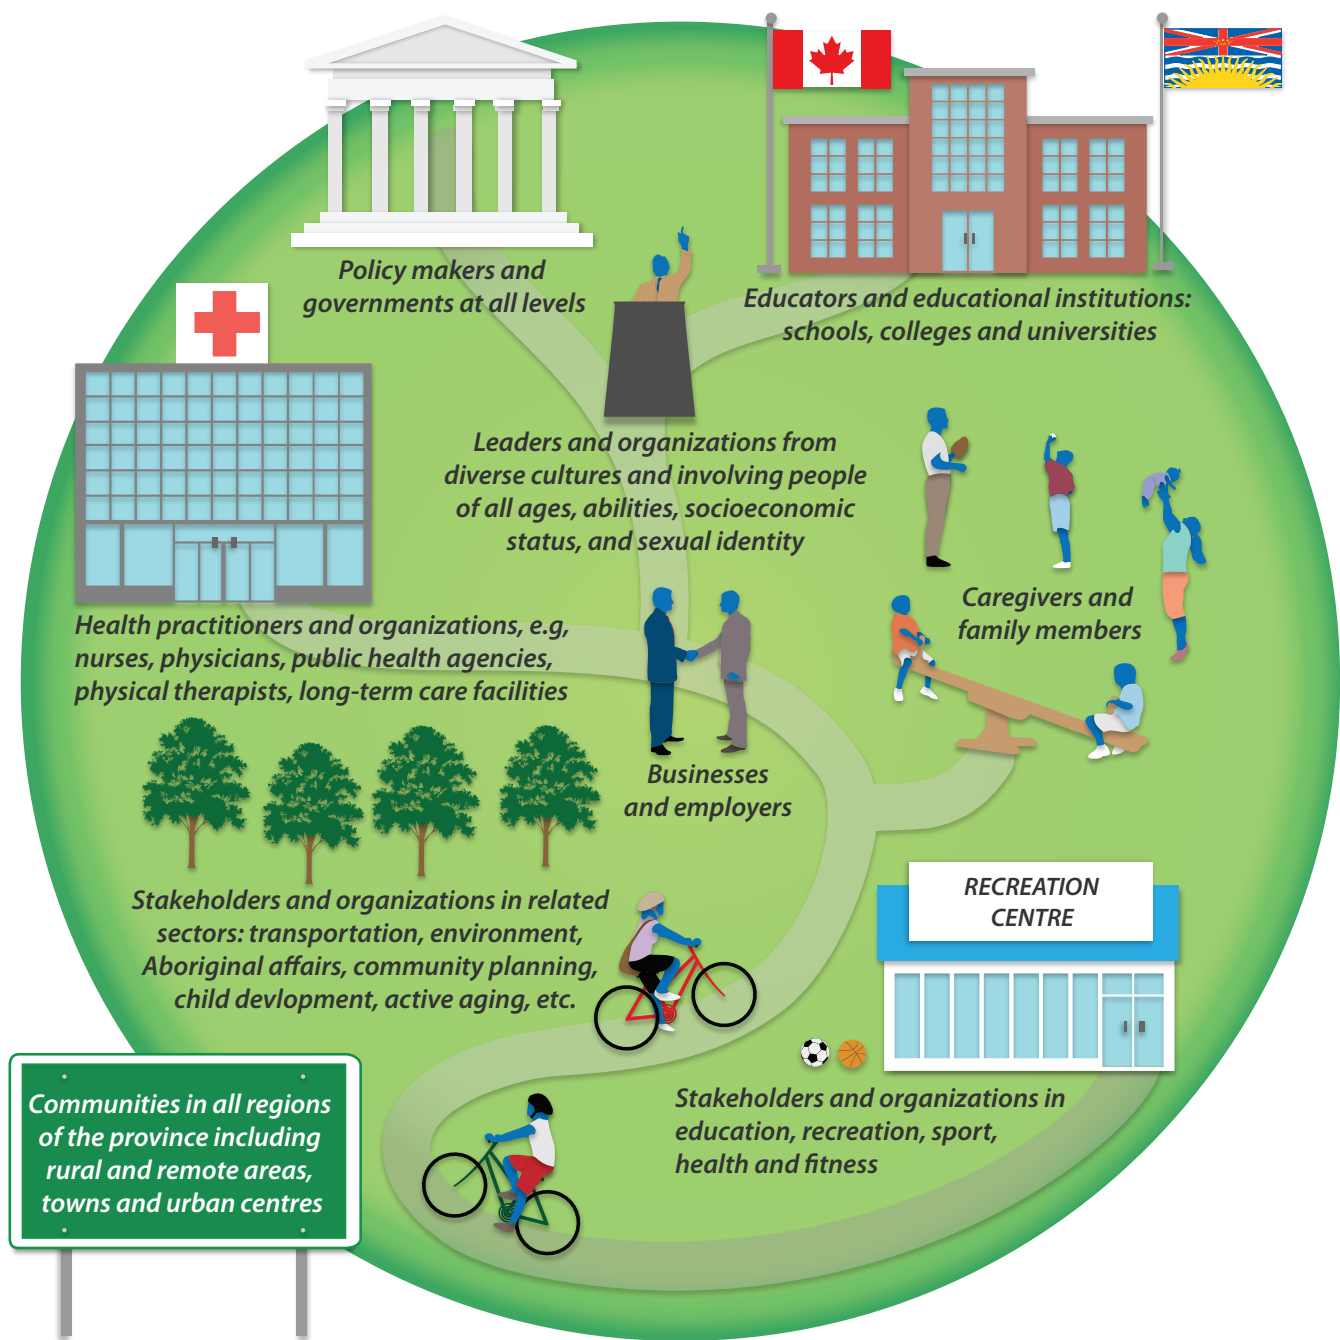 Policy makers and
governments at all levels
Educators and educational institutions:
schools, colleges and universities
Leaders and organizations from
diverse cultures and involving people
of all ages, abilities, socioeconomic
status, and sexual identity
Caregivers and
family members
Health practitioners and organizations, e.g,
nurses, physicians, public health agencies,
physical therapists, long-term care facilities
Businesses
and employers
Stakeholders and organizations in related
sectors: transportation, environment,
Aboriginal affairs, community planning,
child devlopment, active aging, etc.
RECREATION
CENTRE
Stakeholders and organizations in
education, recreation, sport,
health and fitness
Communities in all regions
of the province including
rural and remote areas,
towns and urban centres